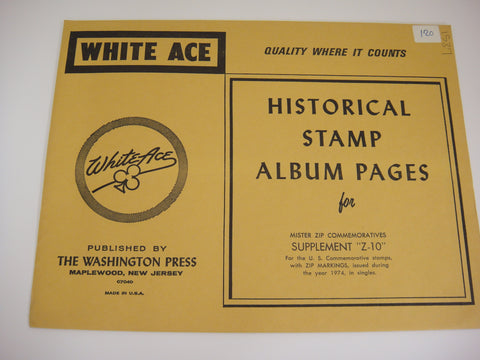 WHITE ACE
QUALITY WHERE IT COUNTS
120
White Ace
PUBLISHED BY
THE WASHINGTON PRESS
MAPLEWOOD, NEW JERSEY
07040
MADE IN U.S.A.
HISTORICAL
STAMP
ALBUM PAGES
for
MISTER ZIP COMMEMORATIVES
SUPPLEMENT "Z-10"
For the U. S. Commemorative stamps,
with ZIP MARKINGS, issued during
the year 1974, in singles.